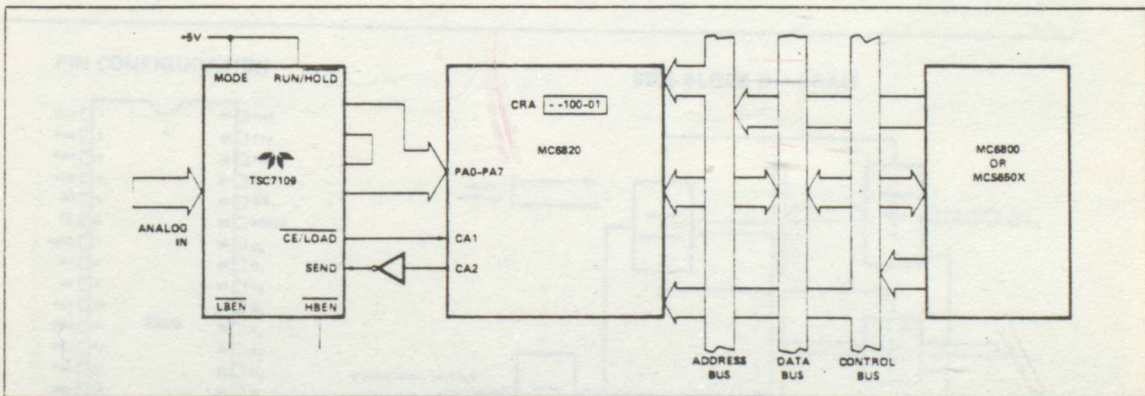 +5V
MODE RUN/HOLD
TSC7109
ANALOG
IN
CE/LOAD
SEND
LBEN HBEN
CRA --100-01
MC6820
PA0-PA7
CA1
CA2
ADDRESS
BUS
DATA
BUS
CONTROL
BUS
MC6800
OR
MCS650X